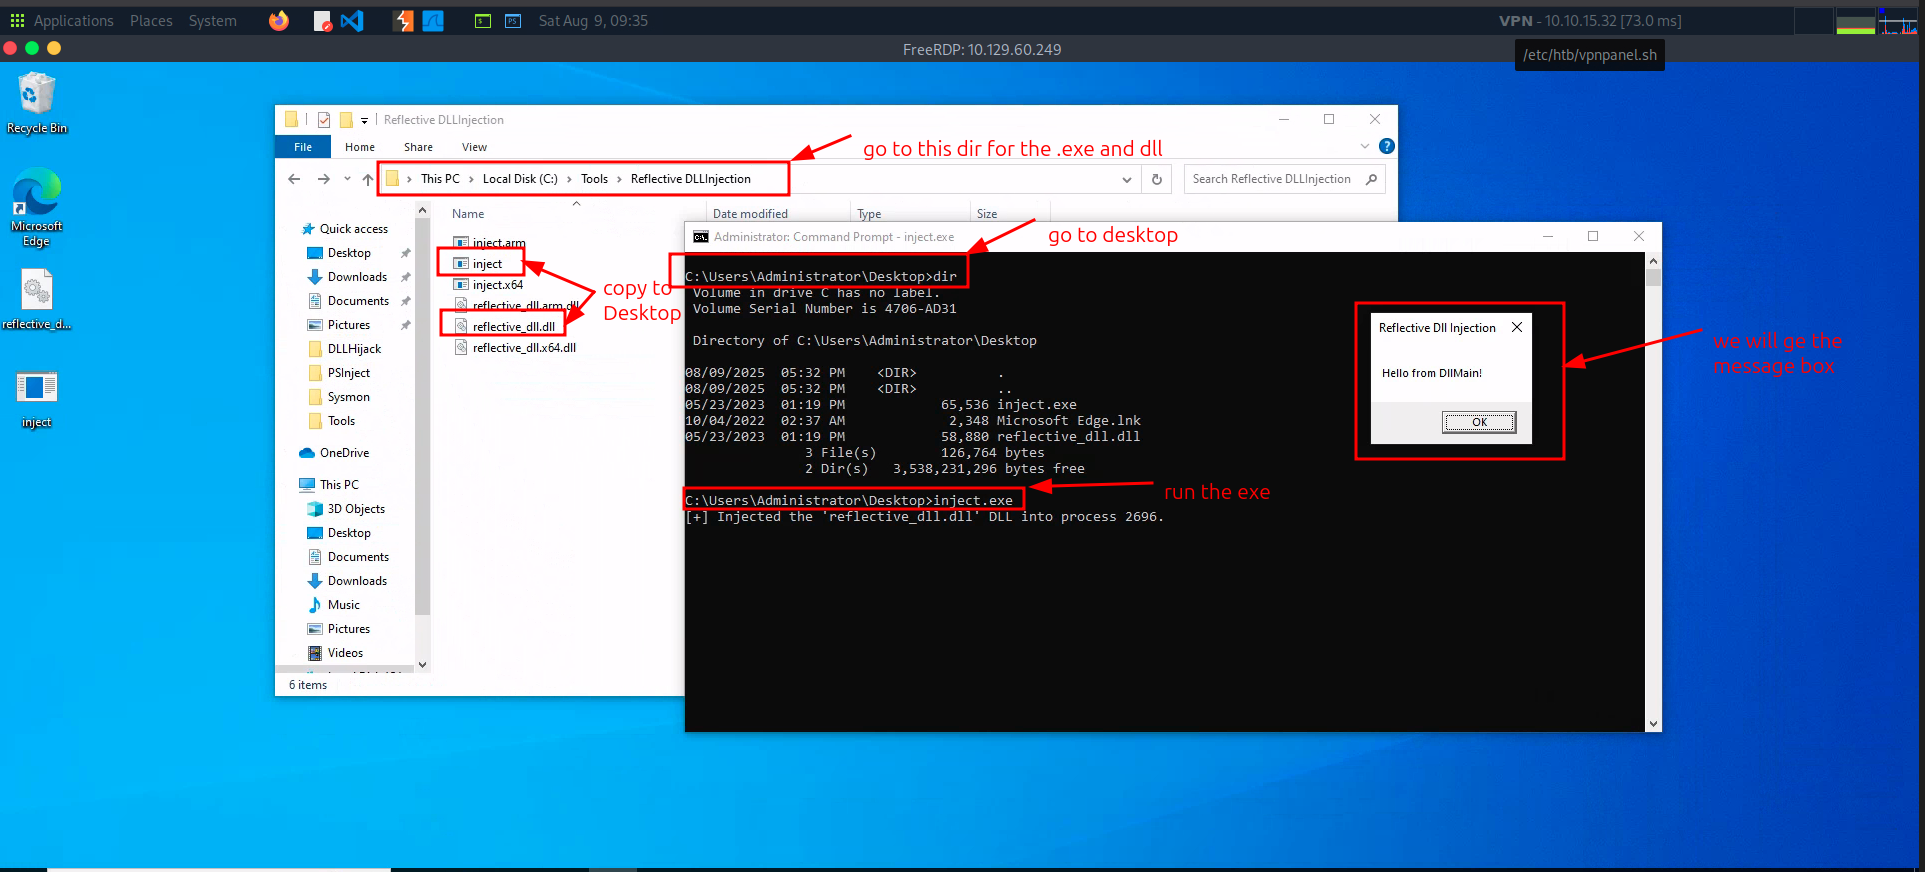 Applications Places System Sat Aug 9, 09:35 VPN - 10.10.15.32 [73.0 ms]
FreeRDP: 10.129.60.249
/etc/htb/vpnpanel.sh
Recycle Bin
Microsoft
Edge
reflective_d...
inject
Reflective DLLInjection
File Home Share View
go to this dir for the .exe and dll
This PC > Local Disk (C:) > Tools > Reflective DLLInjection
Search Reflective DLLInjection
Quick access
Desktop
Downloads
Documents
Pictures
DLLHijack
PSInject
Sysmon
Tools
OneDrive
This PC
3D Objects
Desktop
Documents
Downloads
Music
Pictures
Videos
6 items
Name Date modified Type Size
inject.arm
inject
inject.x64
reflective_dll.arm.dll
reflective_dll.dll
reflective_dll.x64.dll
copy to
Desktop
Administrator: Command Prompt - inject.exe
go to desktop
C:\Users\Administrator\Desktop>dir
Volume in drive C has no label.
Volume Serial Number is 4706-AD31
Directory of C:\Users\Administrator\Desktop
08/09/2025 05:32 PM <DIR> .
08/09/2025 05:32 PM <DIR> ..
05/23/2023 01:19 PM 65,536 inject.exe
10/04/2022 02:37 AM 2,348 Microsoft Edge.lnk
05/23/2023 01:19 PM 58,880 reflective_dll.dll
3 File(s) 126,764 bytes
2 Dir(s) 3,538,231,296 bytes free
C:\Users\Administrator\Desktop>inject.exe
[+] Injected the 'reflective_dll.dll' DLL into process 2696.
run the exe
Reflective Dll Injection
Hello from DllMain!
OK
we will ge the
message box